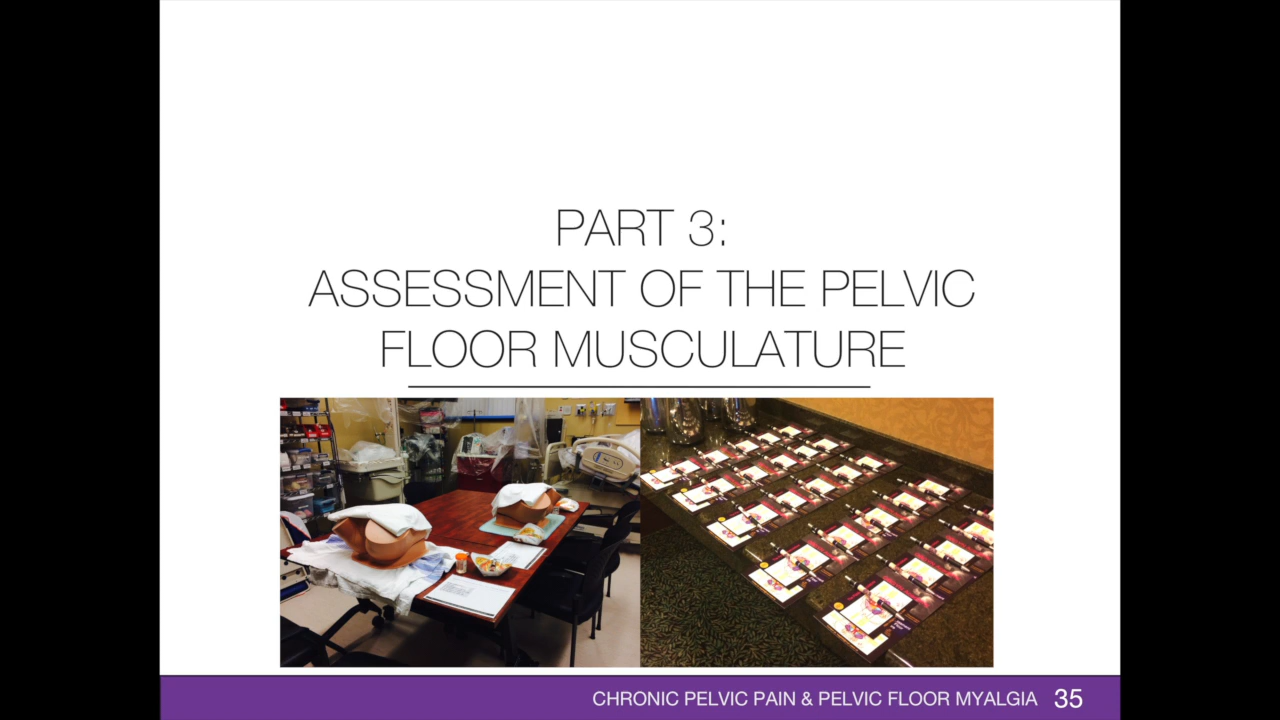 PART 3:
ASSESSMENT OF THE PELVIC
FLOOR MUSCULATURE
CHRONIC PELVIC PAIN & PELVIC FLOOR MYALGIA 35